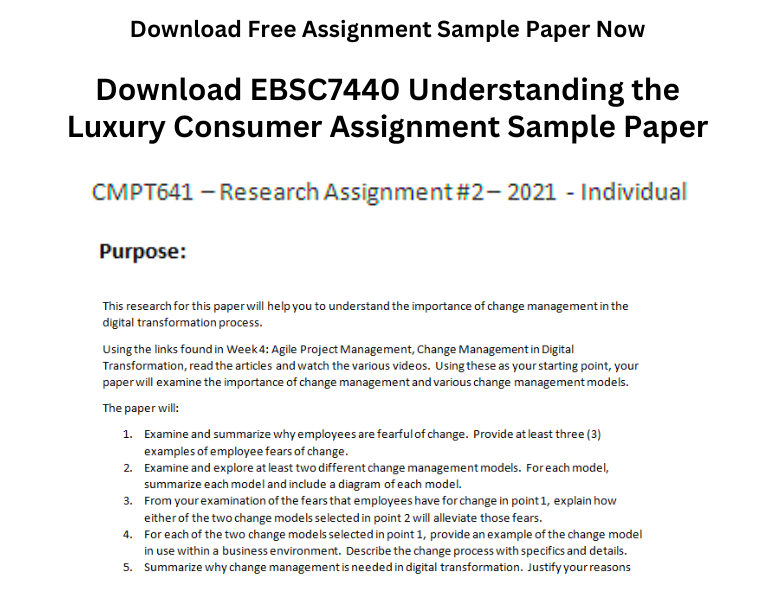 Download Free Assignment Sample Paper Now
Download EBSC7440 Understanding the
Luxury Consumer Assignment Sample Paper
CMPT641 – Research Assignment #2 – 2021 - Individual
Purpose:
This research for this paper will help you to understand the importance of change management in the
digital transformation process.
Using the links found in Week 4: Agile Project Management, Change Management in Digital
Transformation, read the articles and watch the various videos. Using these as your starting point, your
paper will examine the importance of change management and various change management models.
The paper will:
1. Examine and summarize why employees are fearful of change. Provide at least three (3)
examples of employee fears of change.
2. Examine and explore at least two different change management models. For each model,
summarize each model and include a diagram of each model.
3. From your examination of the fears that employees have for change in point 1, explain how
either of the two change models selected in point 2 will alleviate those fears.
4. For each of the two change models selected in point 1, provide an example of the change model
in use within a business environment. Describe the change process with specifics and details.
5. Summarize why change management is needed in digital transformation. Justify your reasons